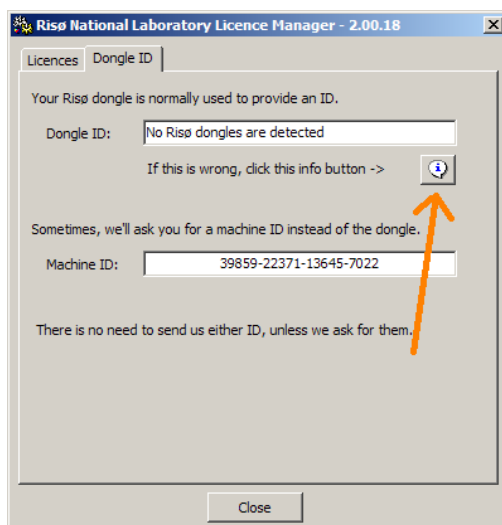 Risø National Laboratory Licence Manager - 2.00.18
Licences Dongle ID
Your Risø dongle is normally used to provide an ID.
Dongle ID: No Risø dongles are detected
If this is wrong, click this info button ->
Sometimes, we'll ask you for a machine ID instead of the dongle.
Machine ID: 39859-22371-13645-7022
There is no need to send us either ID, unless we ask for them.
Close